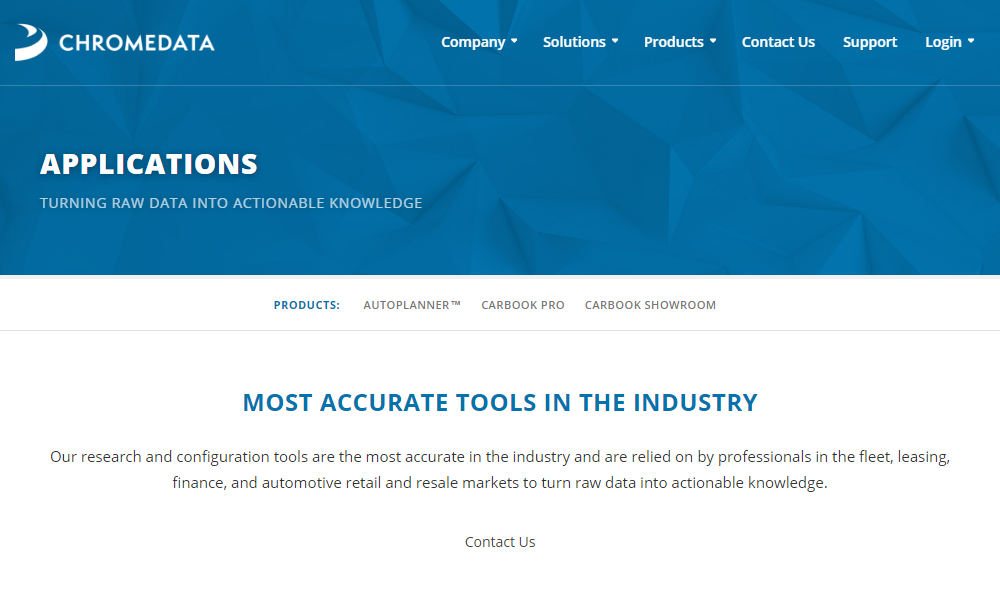 CHROMEDATA
Company Solutions Products Contact Us Support Login
APPLICATIONS
TURNING RAW DATA INTO ACTIONABLE KNOWLEDGE
PRODUCTS: AUTOPLANNER™ CARBOOK PRO CARBOOK SHOWROOM
MOST ACCURATE TOOLS IN THE INDUSTRY
Our research and configuration tools are the most accurate in the industry and are relied on by professionals in the fleet, leasing,
finance, and automotive retail and resale markets to turn raw data into actionable knowledge.
Contact Us